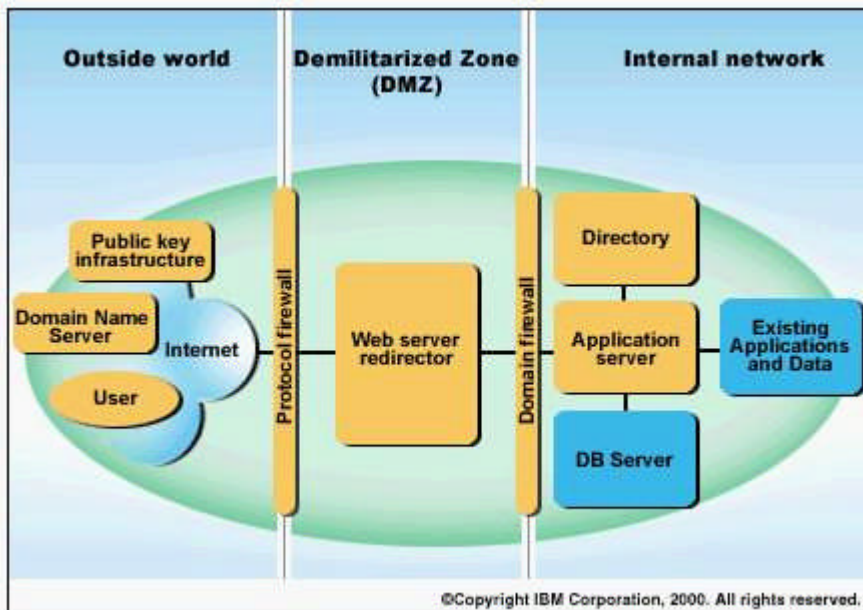 Outside world
Demilitarized Zone
(DMZ)
Internal network
Public key
infrastructure
Domain Name
Server
Internet
User
Protocol firewall
Web server
redirector
Domain firewall
Directory
Application
server
Existing
Applications
and Data
DB Server
©Copyright IBM Corporation, 2000. All rights reserved.